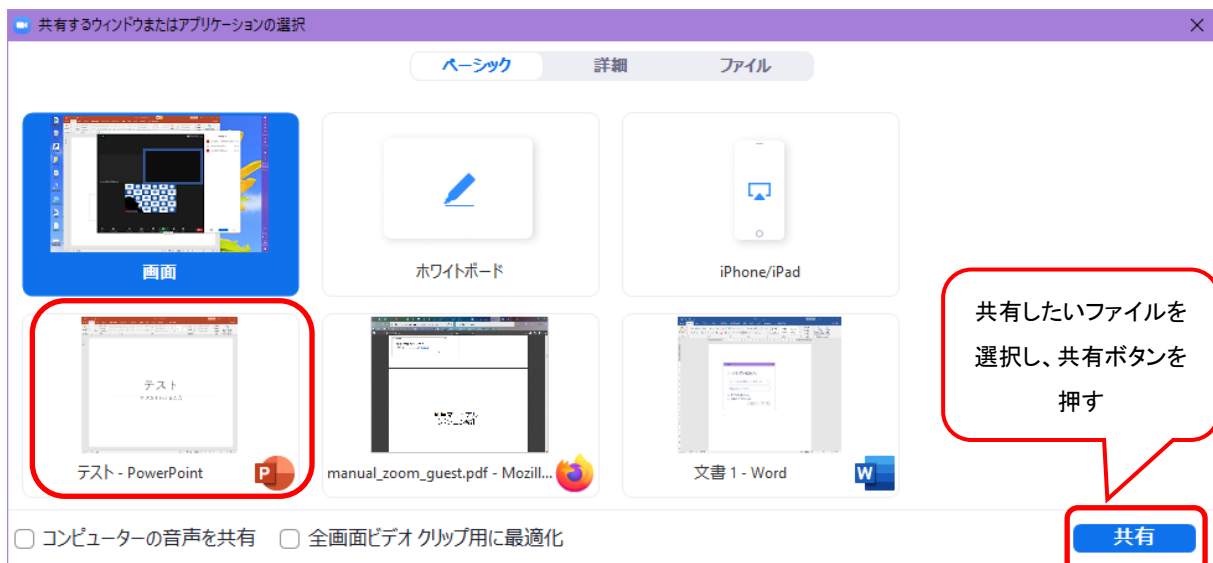 共有するウィンドウまたはアプリケーションの選択
ベーシック 詳細 ファイル
画面
ホワイトボード
iPhone/iPad
テスト
テスト - PowerPoint
manual_zoom_guest.pdf - Mozill...
文書 1 - Word
共有したいファイルを
選択し、共有ボタンを
押す
コンピューターの音声を共有
全画面ビデオ クリップ用に最適化
共有